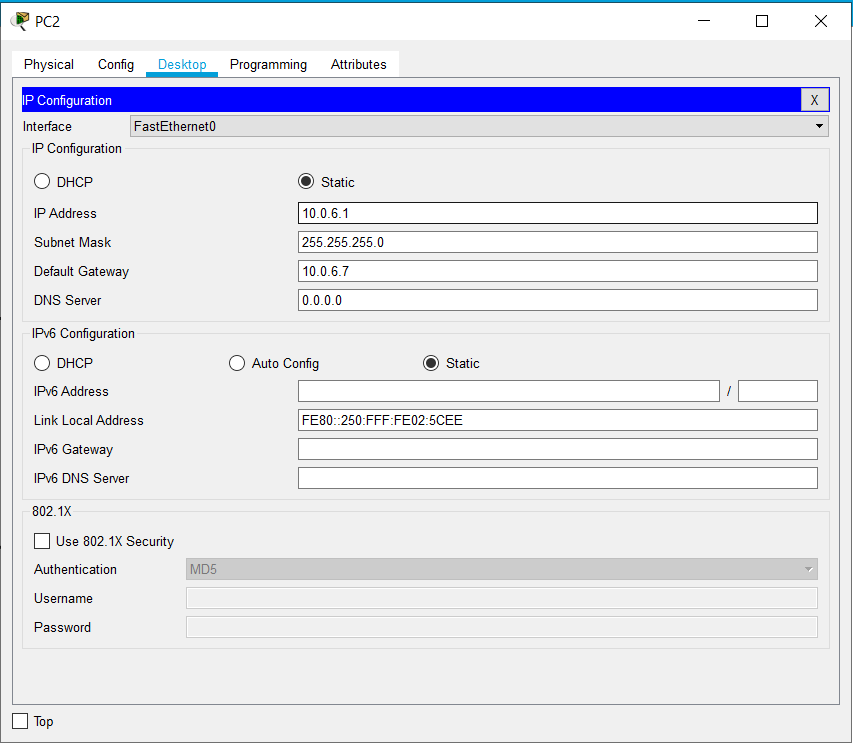 PC2
Physical Config Desktop Programming Attributes
IP Configuration X
Interface FastEthernet0
IP Configuration
DHCP Static
IP Address 10.0.6.1
Subnet Mask 255.255.255.0
Default Gateway 10.0.6.7
DNS Server 0.0.0.0
IPv6 Configuration
DHCP Auto Config Static
IPv6 Address /
Link Local Address FE80::250:FFF:FE02:5CEE
IPv6 Gateway
IPv6 DNS Server
802.1X
Use 802.1X Security
Authentication MD5
Username
Password
Top